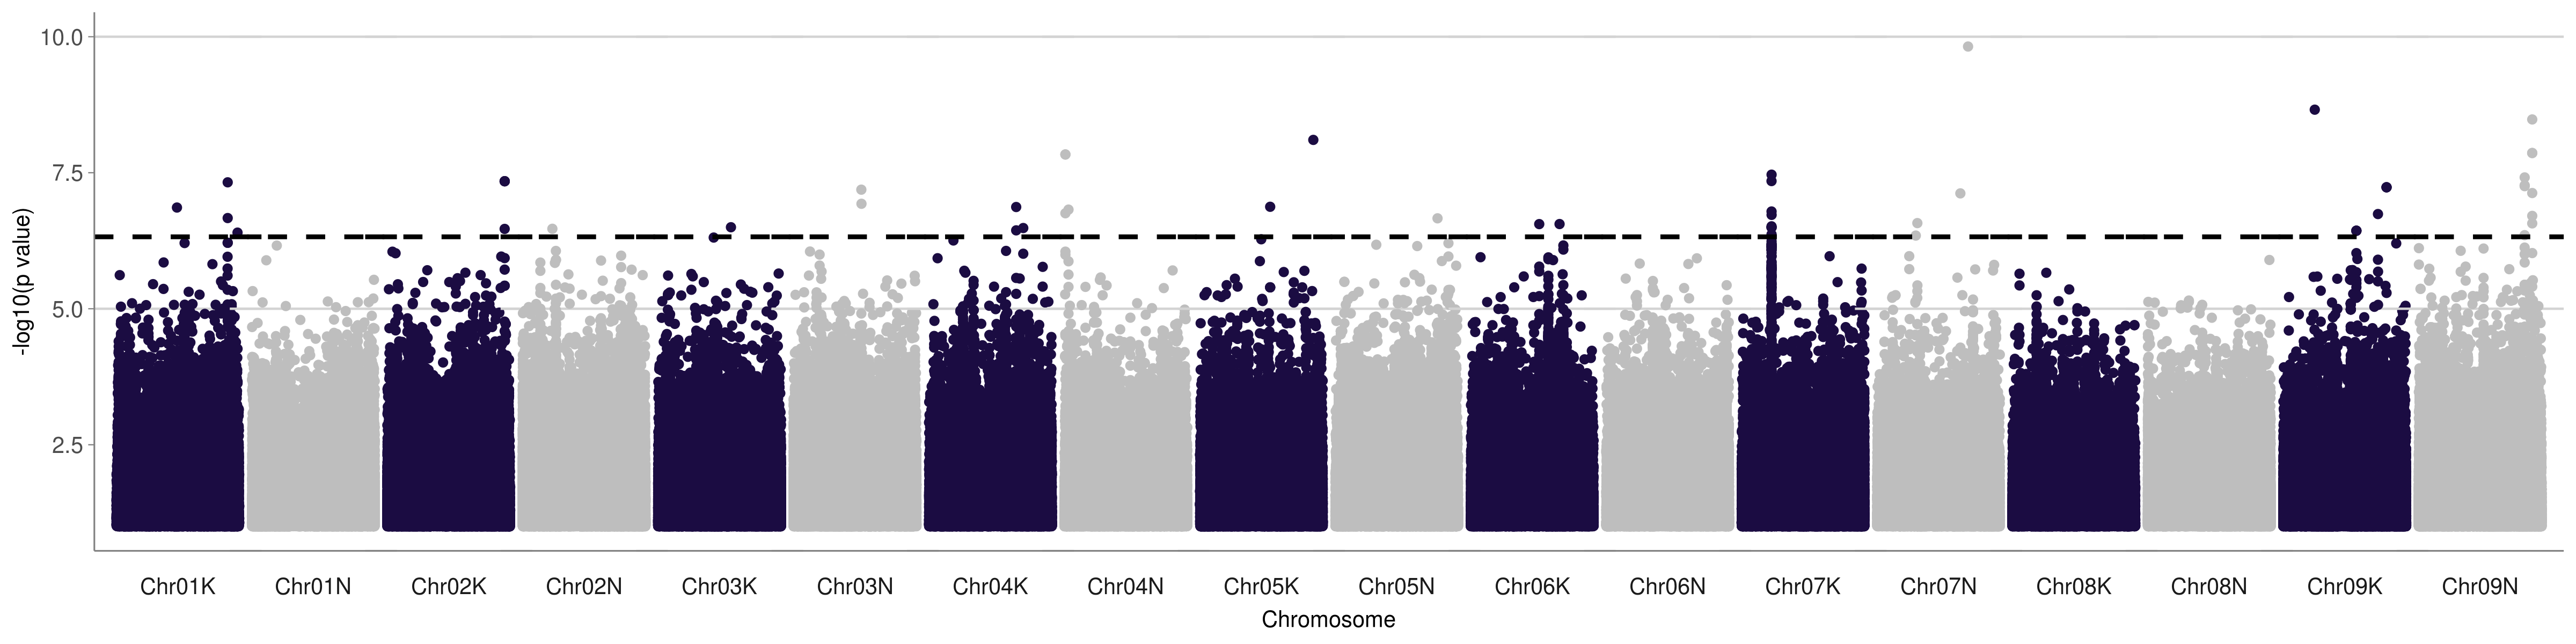 -log10(p value)
10.0
7.5
5.0
2.5
Chr01K Chr01N Chr02K Chr02N Chr03K Chr03N Chr04K Chr04N Chr05K Chr05N Chr06K Chr06N Chr07K Chr07N Chr08K Chr08N Chr09K Chr09N
Chromosome